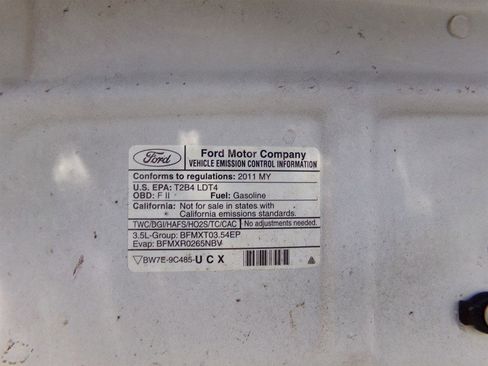 Ford
Ford Motor Company
VEHICLE EMISSION CONTROL INFORMATION
Conforms to regulations: 2011 MY
U.S. EPA: T2B4 LDT4
OBD: F II Fuel: Gasoline
California: Not for sale in states with
California emissions standards.
TWC/DGI/HAFS/HO2S/TC/CAC No adjustments needed.
3.5L-Group: BFMXT03.54EP
Evap: BFMXR0265NBV
BW7E-9C485-UCX